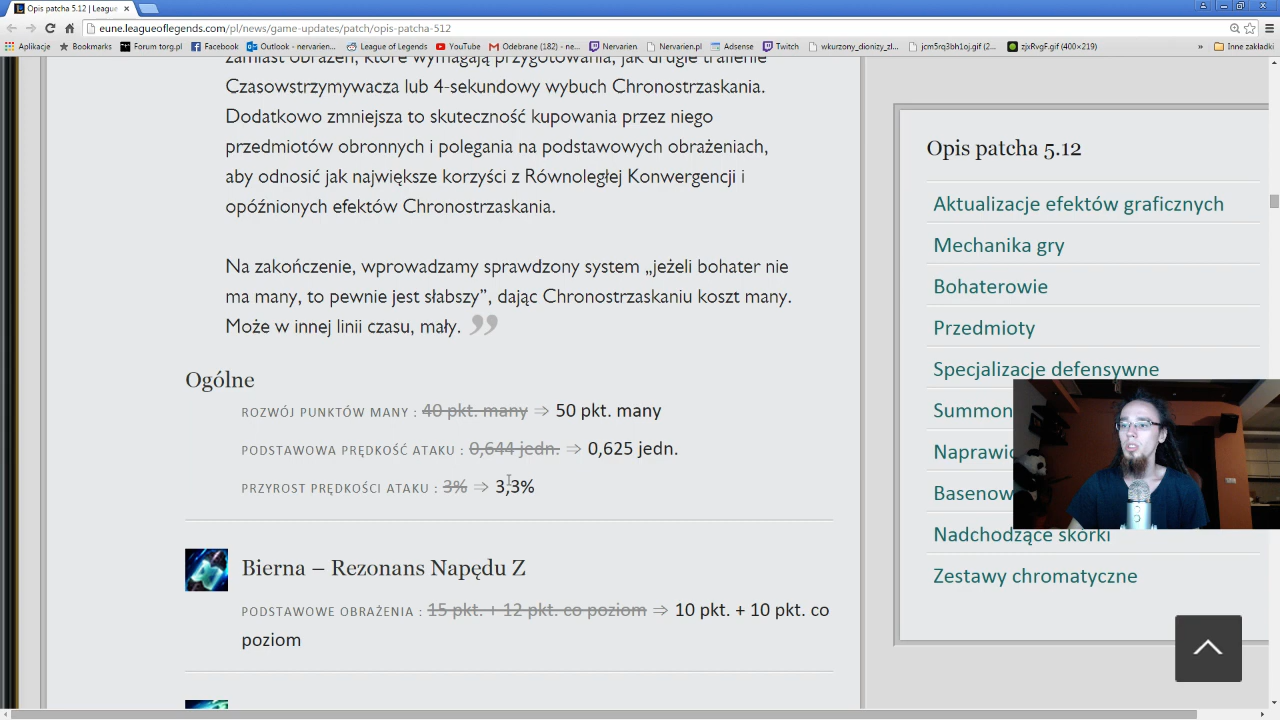 Opis patcha 5.12 | League
eune.leagueoflegends.com/pl/news/game-updates/patch/opis-patcha-512
Aplikacje Bookmarks Forum torg.pl Facebook Outlook - nervarien... League of Legends YouTube Odebrane (182) - ne... Nervarien Nervarien.pl Adsense Twitch wkurzony_dionizy_zl... jcm5rq3bh1oj.gif (2... zjxRvgF.gif (400×219) » Inne zakładki
zamiast obrażeń, które wymagają przygotowania, jak drugie trafienie
Czasowstrzymywacza lub 4-sekundowy wybuch Chronostrzaskania.
Dodatkowo zmniejsza to skuteczność kupowania przez niego
przedmiotów obronnych i polegania na podstawowych obrażeniach,
aby odnosić jak największe korzyści z Równoległej Konwergencji i
opóźnionych efektów Chronostrzaskania.
Na zakończenie, wprowadzamy sprawdzony system „jeżeli bohater nie
ma many, to pewnie jest słabszy”, dając Chronostrzaskaniu koszt many.
Może w innej linii czasu, mały. ”
Ogólne
ROZWÓJ PUNKTÓW MANY : 40 pkt. many ⇒ 50 pkt. many
PODSTAWOWA PRĘDKOŚĆ ATAKU : 0,644 jedn. ⇒ 0,625 jedn.
PRZYROST PRĘDKOŚCI ATAKU : 3% ⇒ 3,3%
Bierna – Rezonans Napędu Z
PODSTAWOWE OBRAŻENIA : 15 pkt. + 12 pkt. co poziom ⇒ 10 pkt. + 10 pkt. co
poziom
Opis patcha 5.12
Aktualizacje efektów graficznych
Mechanika gry
Bohaterowie
Przedmioty
Specjalizacje defensywne
Summon
Naprawio
Basenow
Nadchodzące skórki
Zestawy chromatyczne